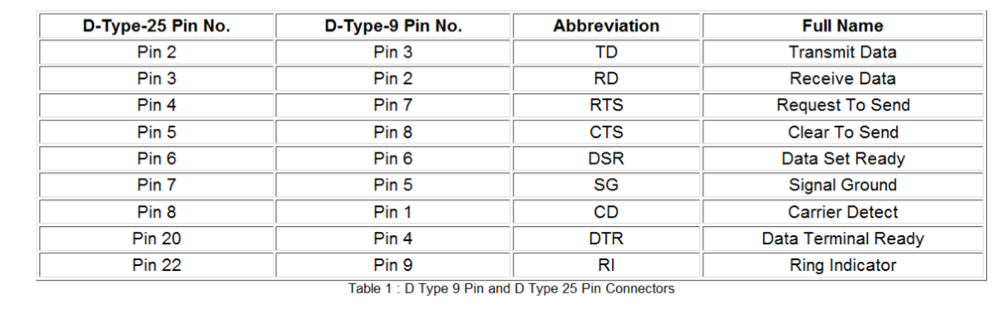 D-Type-25 Pin No. D-Type-9 Pin No. Abbreviation Full Name
Pin 2 Pin 3 TD Transmit Data
Pin 3 Pin 2 RD Receive Data
Pin 4 Pin 7 RTS Request To Send
Pin 5 Pin 8 CTS Clear To Send
Pin 6 Pin 6 DSR Data Set Ready
Pin 7 Pin 5 SG Signal Ground
Pin 8 Pin 1 CD Carrier Detect
Pin 20 Pin 4 DTR Data Terminal Ready
Pin 22 Pin 9 RI Ring Indicator
Table 1 : D Type 9 Pin and D Type 25 Pin Connectors